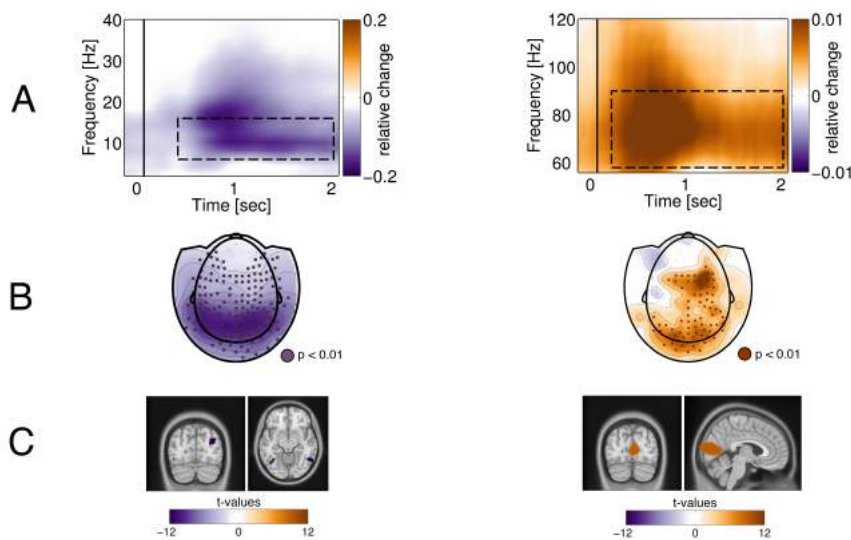 A
Frequency [Hz]
40
30
20
10
0
1
2
Time [sec]
0.2
0
-0.2
relative change
Frequency [Hz]
120
100
80
60
0
1
2
Time [sec]
0.01
0
-0.01
relative change
B
p < 0.01
p < 0.01
C
t-values
-12
0
12
t-values
-12
0
12